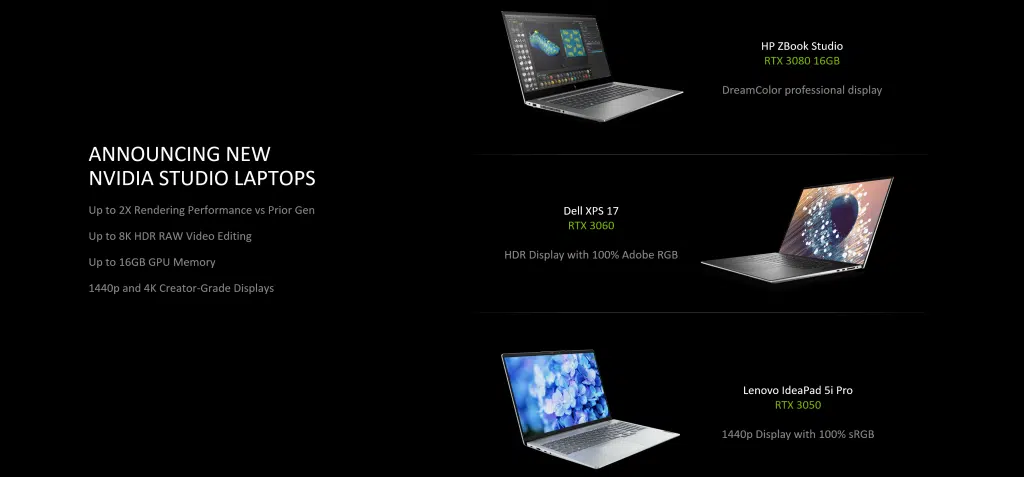 ANNOUNCING NEW
NVIDIA STUDIO LAPTOPS
Up to 2X Rendering Performance vs Prior Gen
Up to 8K HDR RAW Video Editing
Up to 16GB GPU Memory
1440p and 4K Creator-Grade Displays
HP ZBook Studio
RTX 3080 16GB
DreamColor professional display
Dell XPS 17
RTX 3060
HDR Display with 100% Adobe RGB
Lenovo IdeaPad 5i Pro
RTX 3050
1440p Display with 100% sRGB